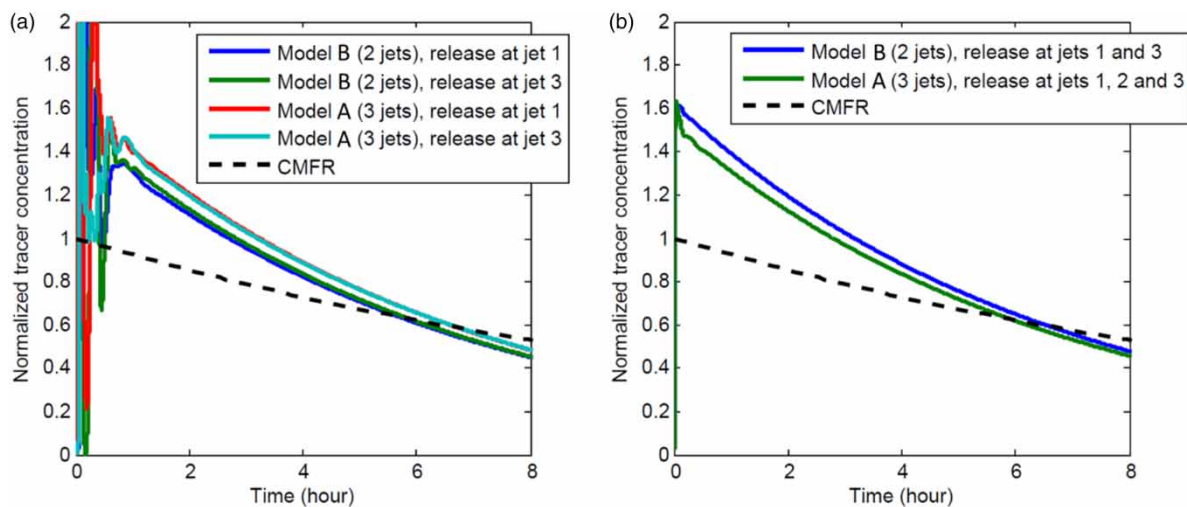 (a)
Normalized tracer concentration
2
1.8
1.6
1.4
1.2
1
0.8
0.6
0.4
0.2
0
Model B (2 jets), release at jet 1
Model B (2 jets), release at jet 3
Model A (3 jets), release at jet 1
Model A (3 jets), release at jet 3
CMFR
0 2 4 6 8
Time (hour)
(b)
Normalized tracer concentration
2
1.8
1.6
1.4
1.2
1
0.8
0.6
0.4
0.2
0
Model B (2 jets), release at jets 1 and 3
Model A (3 jets), release at jets 1, 2 and 3
CMFR
0 2 4 6 8
Time (hour)